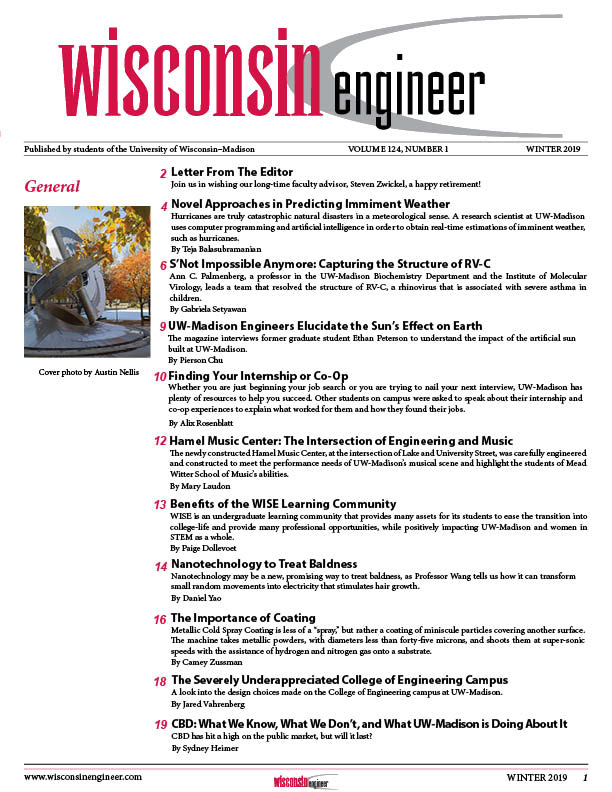 wisconsin engineer
Published by students of the University of Wisconsin–Madison VOLUME 124, NUMBER 1 WINTER 2019
General
Cover photo by Austin Nellis
2 Letter From The Editor
Join us in wishing our long-time faculty advisor, Steven Zwickel, a happy retirement!
4 Novel Approaches in Predicting Immiment Weather
Hurricanes are truly catastrophic natural disasters in a meteorological sense. A research scientist at UW-Madison
uses computer programming and artificial intelligence in order to obtain real-time estimations of imminent weather,
such as hurricanes.
By Teja Balasubramanian
6 S’Not Impossible Anymore: Capturing the Structure of RV-C
Ann C. Palmenberg, a professor in the UW-Madison Biochemistry Department and the Institute of Molecular
Virology, leads a team that resolved the structure of RV-C, a rhinovirus that is associated with severe asthma in
children.
By Gabriela Setyawan
9 UW-Madison Engineers Elucidate the Sun’s Effect on Earth
The magazine interviews former graduate student Ethan Peterson to understand the impact of the artificial sun
built at UW-Madison.
By Pierson Chu
10 Finding Your Internship or Co-Op
Whether you are just beginning your job search or you are trying to nail your next interview, UW-Madison has
plenty of resources to help you succeed. Other students on campus were asked to speak about their internship and
co-op experiences to explain what worked for them and how they found their jobs.
By Alix Rosenblatt
12 Hamel Music Center: The Intersection of Engineering and Music
The newly constructed Hamel Music Center, at the intersection of Lake and University Street, was carefully engineered
and constructed to meet the performance needs of UW-Madison’s musical scene and highlight the students of Mead
Witter School of Music’s abilities.
By Mary Laudon
13 Benefits of the WISE Learning Community
WISE is an undergraduate learning community that provides many assets for its students to ease the transition into
college-life and provide many professional opportunities, while positively impacting UW-Madison and women in
STEM as a whole.
By Paige Dollevoet
14 Nanotechnology to Treat Baldness
Nanotechnology may be a new, promising way to treat baldness, as Professor Wang tells us how it can transform
small random movements into electricity that stimulates hair growth.
By Daniel Yao
16 The Importance of Coating
Metallic Cold Spray Coating is less of a “spray,” but rather a coating of miniscule particles covering another surface.
The machine takes metallic powders, with diameters less than forty-five microns, and shoots them at super-sonic
speeds with the assistance of hydrogen and nitrogen gas onto a substrate.
By Camey Zussman
18 The Severely Underappreciated College of Engineering Campus
A look into the design choices made on the College of Engineering campus at UW-Madison.
By Jared Vahrenberg
19 CBD: What We Know, What We Don’t, and What UW-Madison is Doing About It
CBD has hit a high on the public market, but will it last?
By Sydney Heimer
www.wisconsinengineer.com wisconsin engineer WINTER 2019 1